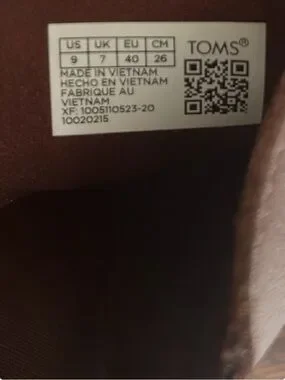 US UK EU CM
9 7 40 26
TOMS®
MADE IN VIETNAM
HECHO EN VIETNAM
FABRIQUE AU
VIETNAM
XF: 1005110523-20
10020215